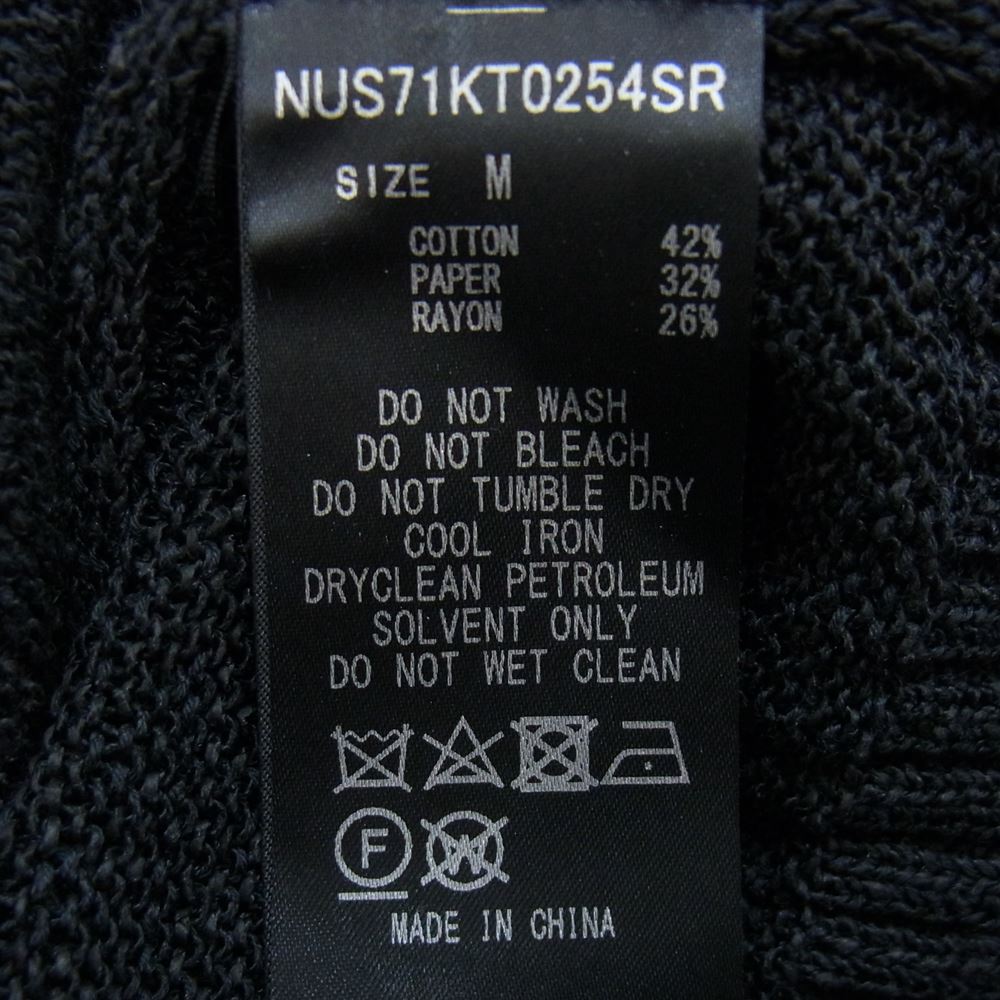 NUS71KT0254SR
SIZE M
COTTON 42%
PAPER 32%
RAYON 26%
DO NOT WASH
DO NOT BLEACH
DO NOT TUMBLE DRY
COOL IRON
DRYCLEAN PETROLEUM
SOLVENT ONLY
DO NOT WET CLEAN
F W
MADE IN CHINA